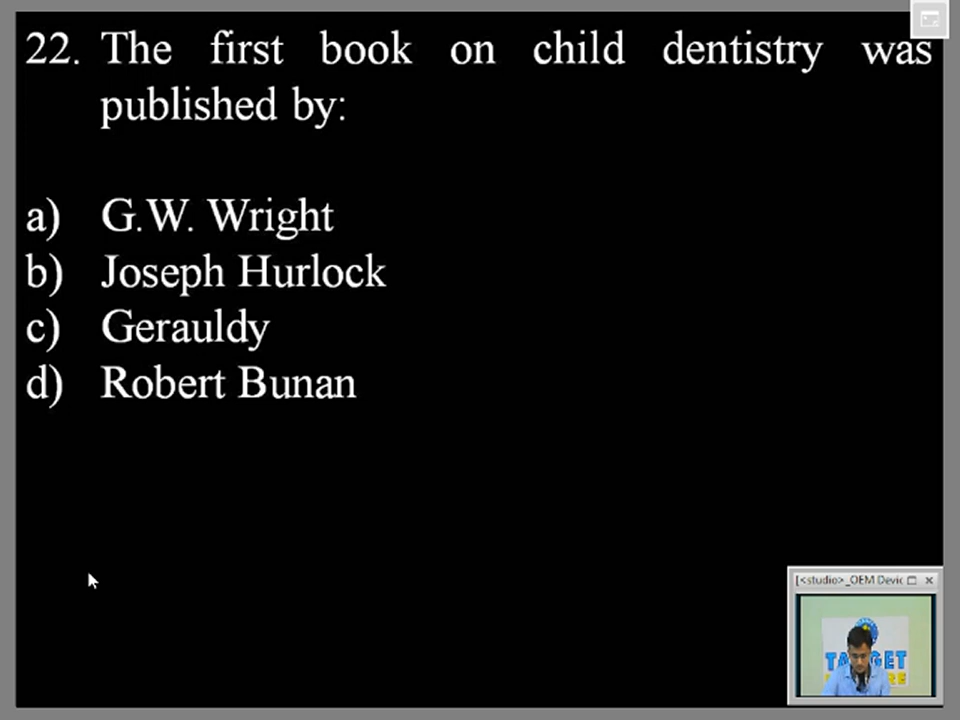 22. The first book on child dentistry was
published by:
a) G.W. Wright
b) Joseph Hurlock
c) Gerauldy
d) Robert Bunan
[<studio>_OEM Devic